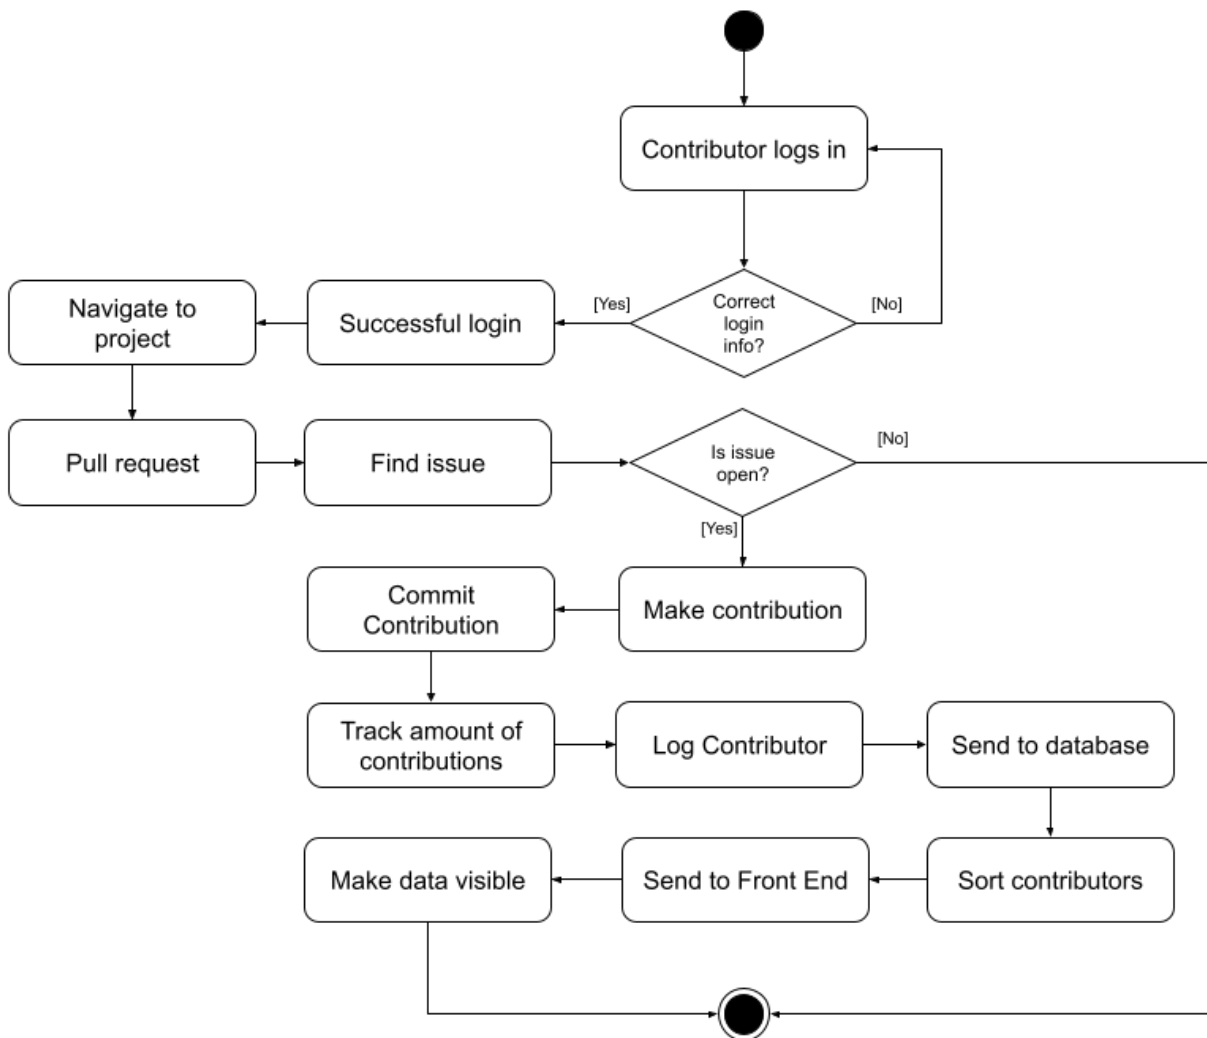 Contributor logs in
Correct
login
info?
[Yes]
[No]
Successful login
Navigate to
project
Pull request
Find issue
Is issue
open?
[No]
[Yes]
Make contribution
Commit
Contribution
Track amount of
contributions
Log Contributor
Send to database
Sort contributors
Send to Front End
Make data visible